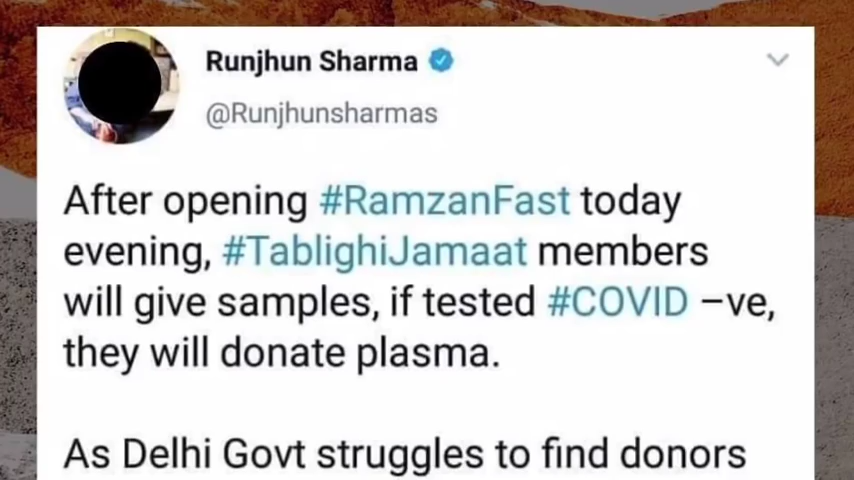 Runjhun Sharma
@Runjhunsharmas
After opening #RamzanFast today
evening, #TablighiJamaat members
will give samples, if tested #COVID –ve,
they will donate plasma.
As Delhi Govt struggles to find donors